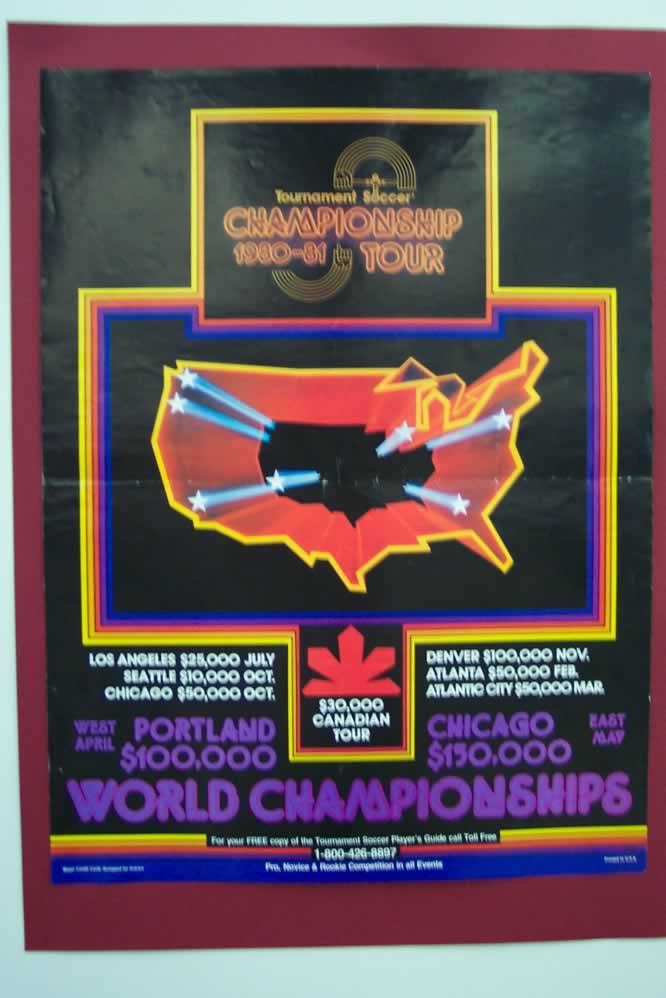 Tournament Soccer
CHAMPIONSHIP
1980-81 TOUR
LOS ANGELES $25,000 JULY
SEATTLE $10,000 OCT.
CHICAGO $50,000 OCT.
DENVER $100,000 NOV.
ATLANTA $50,000 FEB.
ATLANTIC CITY $50,000 MAR.
$30,000
CANADIAN
TOUR
WEST
APRIL
PORTLAND
$100,000
CHICAGO
$150,000
EAST
MAY
WORLD CHAMPIONSHIPS
For your FREE copy of the Tournament Soccer Player's Guide call Toll Free
1-800-426-8897
Pro, Novice & Rookie Competition in all Events
Printed in U.S.A.